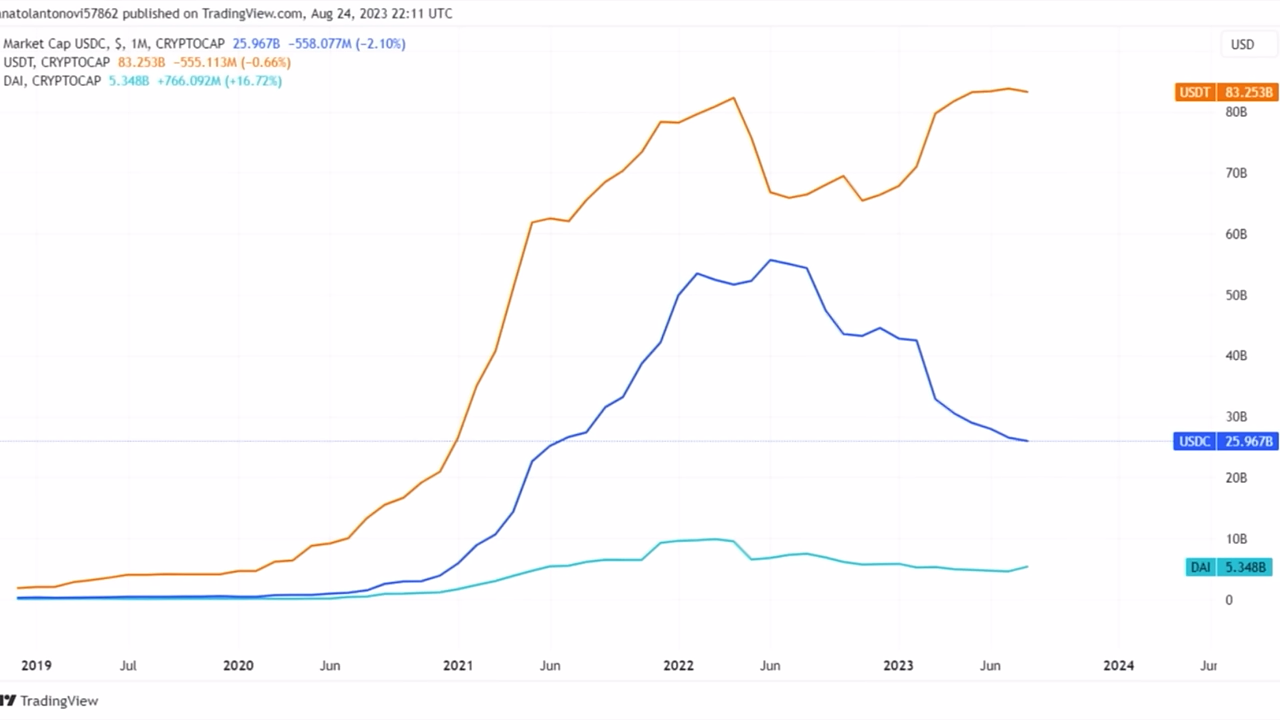 natolantonovi57862 published on TradingView.com, Aug 24, 2023 22:11 UTC
Market Cap USDC, $, 1M, CRYPTOCAP 25.967B −558.077M (−2.10%)
USD
USDT, CRYPTOCAP 83.253B −555.113M (−0.66%)
DAI, CRYPTOCAP 5.348B +766.092M (+16.72%)
USDT 83.253B
80B
70B
60B
50B
40B
30B
USDC 25.967B
20B
10B
DAI 5.348B
0
2019 Jul 2020 Jun 2021 Jun 2022 Jun 2023 Jun 2024
TradingView